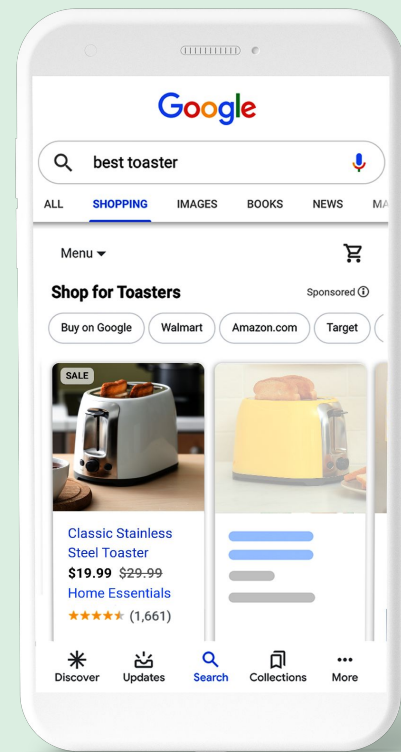 Google
best toaster
ALL SHOPPING IMAGES BOOKS NEWS MA
Menu
Shop for Toasters
Sponsored
Buy on Google Walmart Amazon.com Target
SALE
Classic Stainless
Steel Toaster
$19.99 $29.99
Home Essentials
(1,661)
Discover Updates Search Collections More